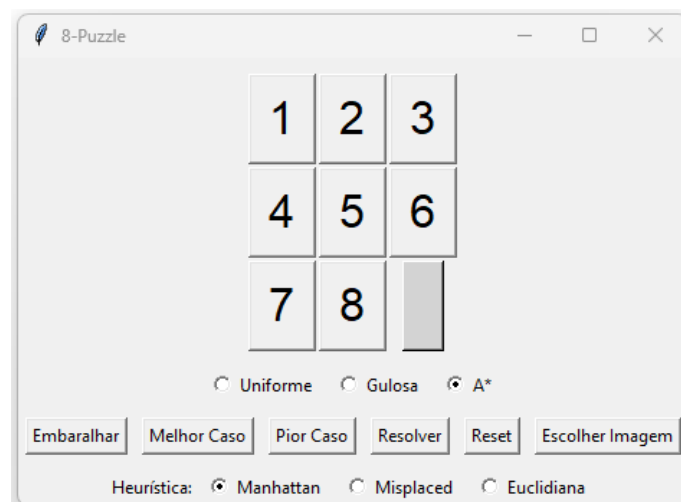 8-Puzzle
1 2 3
4 5 6
7 8
Uniforme Gulosa A*
Embaralhar Melhor Caso Pior Caso Resolver Reset Escolher Imagem
Heurística: Manhattan Misplaced Euclidiana